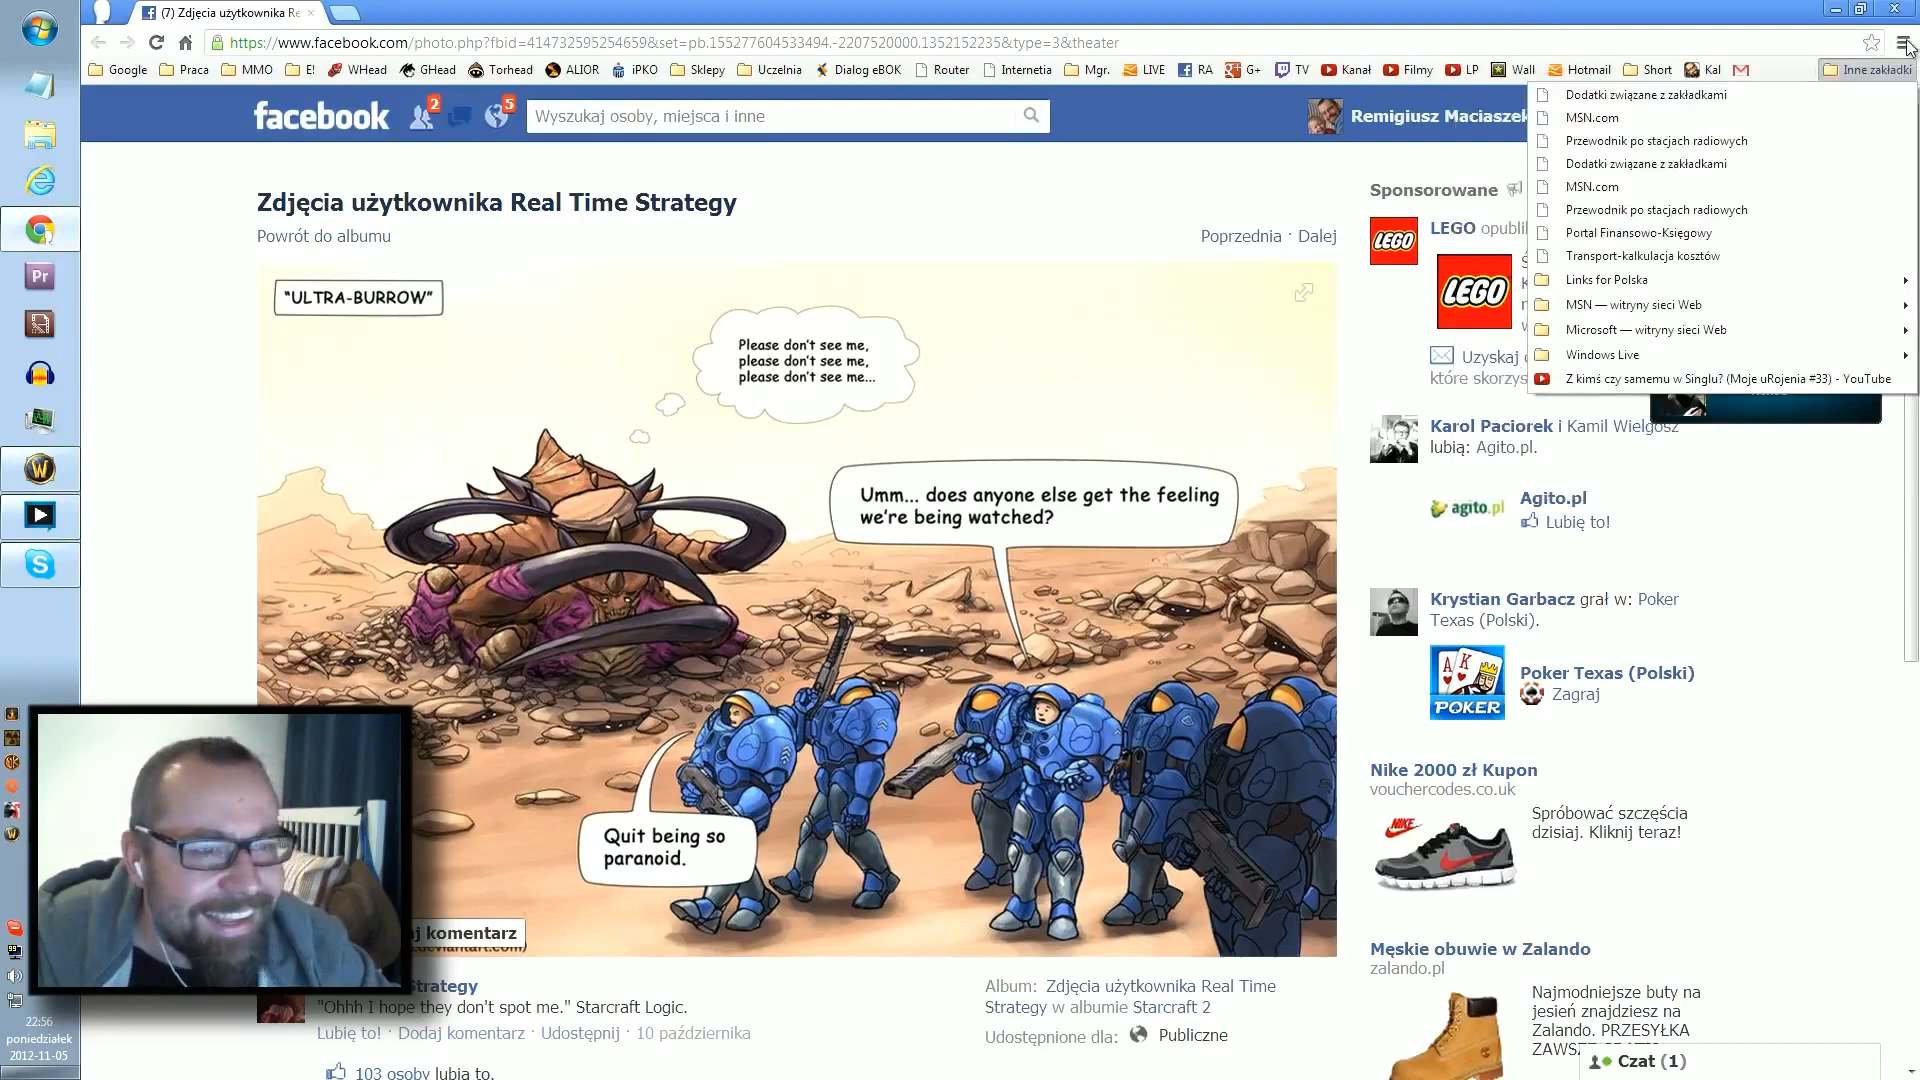 (7) Zdjęcia użytkownika Re
https://www.facebook.com/photo.php?fbid=414732595254659&set=pb.155277604533494.-2207520000.1352152235&type=3&theater
Google Praca MMO E! WHead GHead Torhead ALIOR iPKO Sklepy Uczelnia Dialog eBOK Router Internetia Mgr. LIVE RA G+ TV Kanał Filmy LP Wall Hotmail Short Kal Inne zakładki
facebook 2 5 Wyszukaj osoby, miejsca i inne Remigiusz Maciaszek
Dodatki związane z zakładkami
MSN.com
Przewodnik po stacjach radiowych
Dodatki związane z zakładkami
MSN.com
Przewodnik po stacjach radiowych
Portal Finansowo-Księgowy
Transport-kalkulacja kosztów
Links for Polska
MSN — witryny sieci Web
Microsoft — witryny sieci Web
Windows Live
Z kimś czy samemu w Singlu? (Moje uRojenia #33) - YouTube
Zdjęcia użytkownika Real Time Strategy
Powrót do albumu
Poprzednia · Dalej
"ULTRA-BURROW"
Please don't see me,
please don't see me,
please don't see me...
Umm... does anyone else get the feeling
we're being watched?
Quit being so
paranoid.
j komentarz
deviantart.com)
Strategy
"Ohhh I hope they don't spot me." Starcraft Logic.
Lubię to! · Dodaj komentarz · Udostępnij · 10 października
103 osoby lubią to.
Album: Zdjęcia użytkownika Real Time
Strategy w albumie Starcraft 2
Udostępnione dla: Publiczne
Sponsorowane
LEGO
LEGO opublik
LEGO
Uzyskaj
które skorzys
Karol Paciorek i Kamil Wielgosz
lubią: Agito.pl.
agito.pl
Agito.pl
Lubię to!
Krystian Garbacz grał w: Poker
Texas (Polski).
A K
POKER
Poker Texas (Polski)
Zagraj
Nike 2000 zł Kupon
vouchercodes.co.uk
NIKE
Spróbować szczęścia
dzisiaj. Kliknij teraz!
Męskie obuwie w Zalando
zalando.pl
Najmodniejsze buty na
jesień znajdziesz na
Zalando. PRZESYŁKA
ZAWSZ
Czat (1)
Pr
W
S
22:56
poniedziałek
2012-11-05